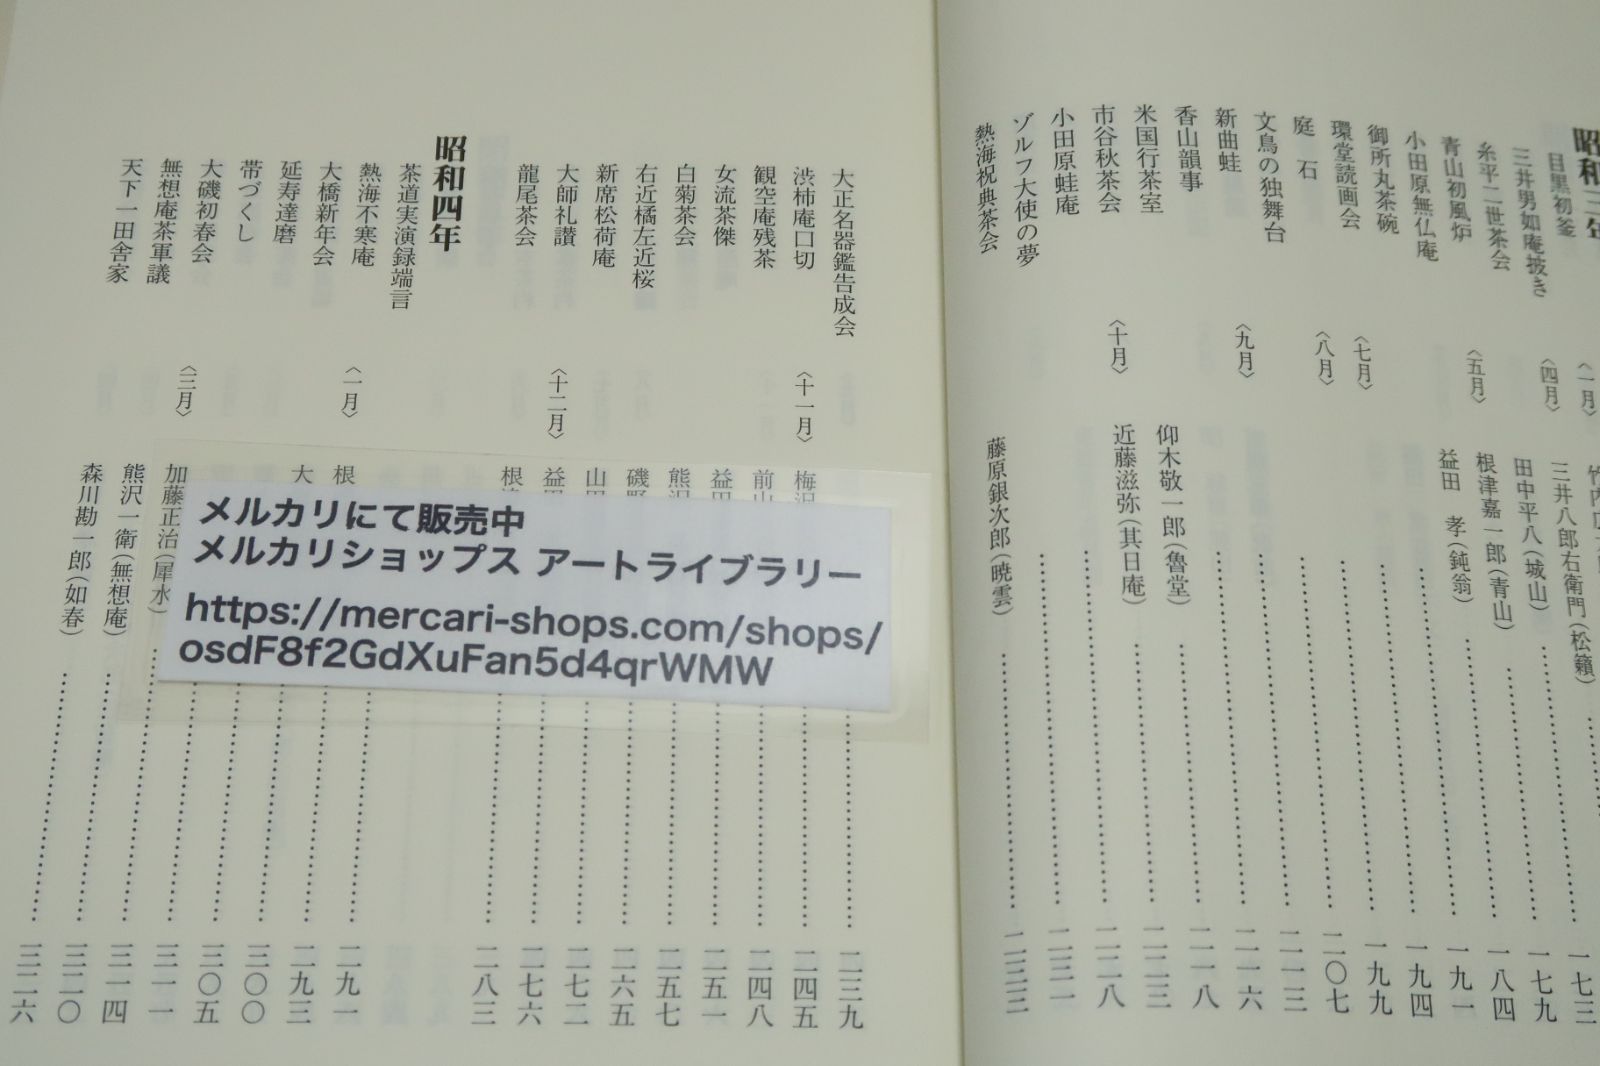 昭和三
目黒初釜 〈一月〉
三井男如庵披き 〈四月〉 三井八郎右衛門（松籟）
糸平二世茶会 田中平八（城山） 一七三
青山初風炉 〈五月〉 根津嘉一郎（青山） 一七九
小田原無仏庵 益田 孝（鈍翁） 一八四
御所丸茶碗 一九一
環堂読画会 〈七月〉 一九四
庭 石 〈八月〉 一九九
文鳥の独舞台 二〇七
新曲蛙 〈九月〉 二一三
香山韻事 二一六
米国行茶室 仰木敬一郎（魯堂） 二一八
市谷秋茶会 〈十月〉 近藤滋弥（其日庵） 二二三
小田原蛙庵 二二八
ゾルフ大使の夢 二三一
熱海祝典茶会 藤原銀次郎（暁雲） 二三三
大正名器鑑告成会 二三九
渋柿庵口切 〈十一月〉 梅沢 二四五
観空庵残茶 前山 二四八
女流茶傑 益田 二五一
白菊茶会 熊沢 二五七
右近橘左近桜 磯野 二六五
新席松荷庵 山田 二七二
大師礼讃 〈十二月〉 益田 二七六
龍尾茶会 根 二八三
昭和四年
茶道実演録端言 二九一
熱海不寒庵 〈一月〉 根 二九三
大橋新年会 大 三〇〇
延寿達磨 三〇五
帯づくし 三一一
大磯初春会 〈三月〉 加藤正治（犀水） 三一四
無想庵茶軍議 熊沢一衛（無想庵） 三二〇
天下一田舎家 森川勘一郎（如春） 三二六
メルカリにて販売中
メルカリショップス アートライブラリー
https://mercari-shops.com/shops/
osdF8f2GdXuFan5d4qrWMW